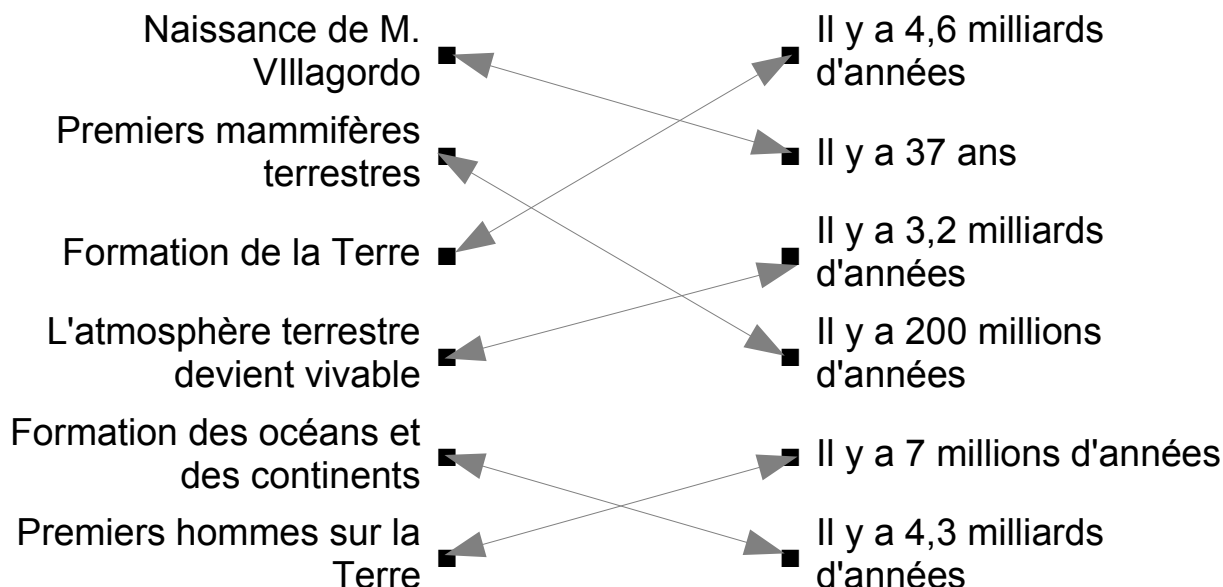 Naissance de M.
VIllagordo
Il y a 4,6 milliards
d'années
Premiers mammifères
terrestres
Il y a 37 ans
Formation de la Terre
Il y a 3,2 milliards
d'années
L'atmosphère terrestre
devient vivable
Il y a 200 millions
d'années
Formation des océans et
des continents
Il y a 7 millions d'années
Premiers hommes sur la
Terre
Il y a 4,3 milliards
d'années